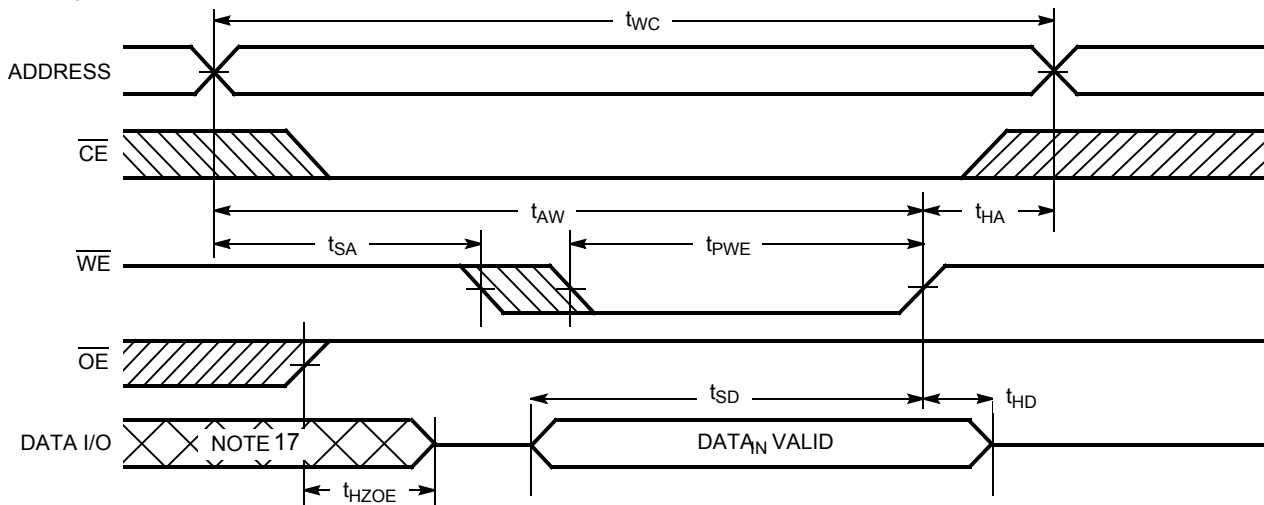 tWC
ADDRESS
CE
tAW
tHA
tSA
tPWE
WE
OE
tSD
tHD
DATA I/O
NOTE 17
DATAIN VALID
tHZOE